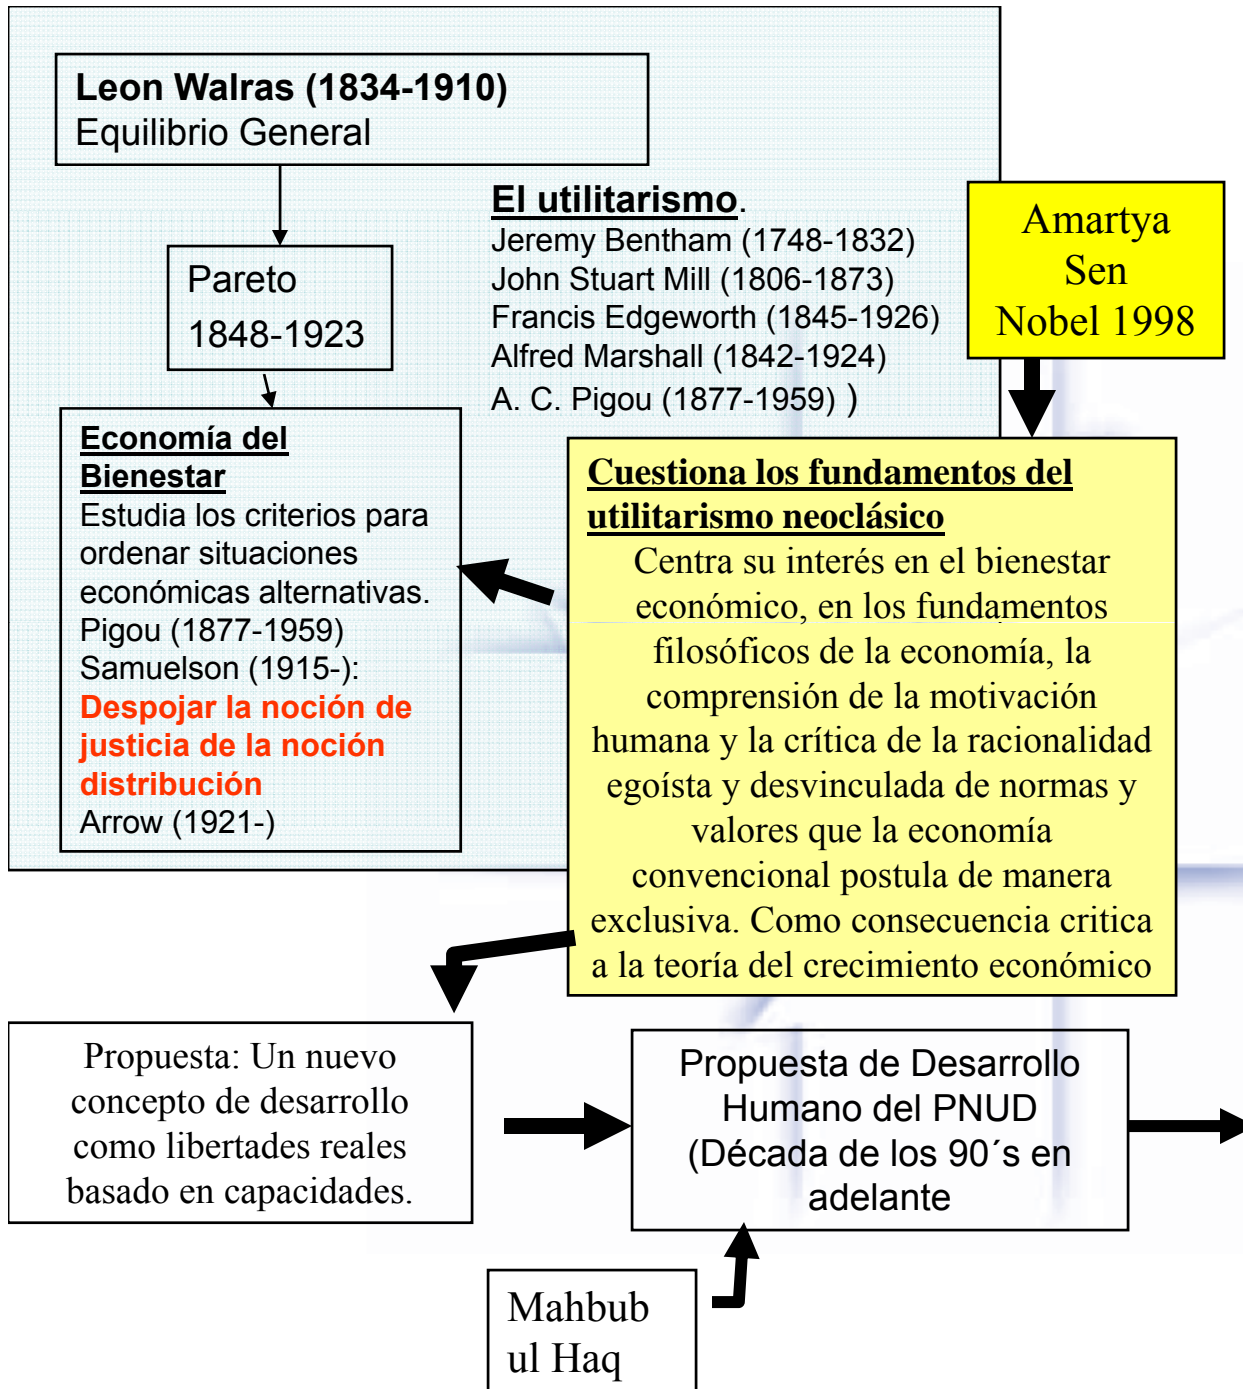 Leon Walras (1834-1910)
Equilibrio General
Pareto
1848-1923
El utilitarismo.
Jeremy Bentham (1748-1832)
John Stuart Mill (1806-1873)
Francis Edgeworth (1845-1926)
Alfred Marshall (1842-1924)
A. C. Pigou (1877-1959) )
Amartya
Sen
Nobel 1998
Economía del
Bienestar
Estudia los criterios para
ordenar situaciones
económicas alternativas.
Pigou (1877-1959)
Samuelson (1915-):
Despojar la noción de
justicia de la noción
distribución
Arrow (1921-)
Cuestiona los fundamentos del
utilitarismo neoclásico
Centra su interés en el bienestar
económico, en los fundamentos
filosóficos de la economía, la
comprensión de la motivación
humana y la crítica de la racionalidad
egoísta y desvinculada de normas y
valores que la economía
convencional postula de manera
exclusiva. Como consecuencia critica
a la teoría del crecimiento económico
Propuesta: Un nuevo
concepto de desarrollo
como libertades reales
basado en capacidades.
Propuesta de Desarrollo
Humano del PNUD
(Década de los 90´s en
adelante
Mahbub
ul Haq